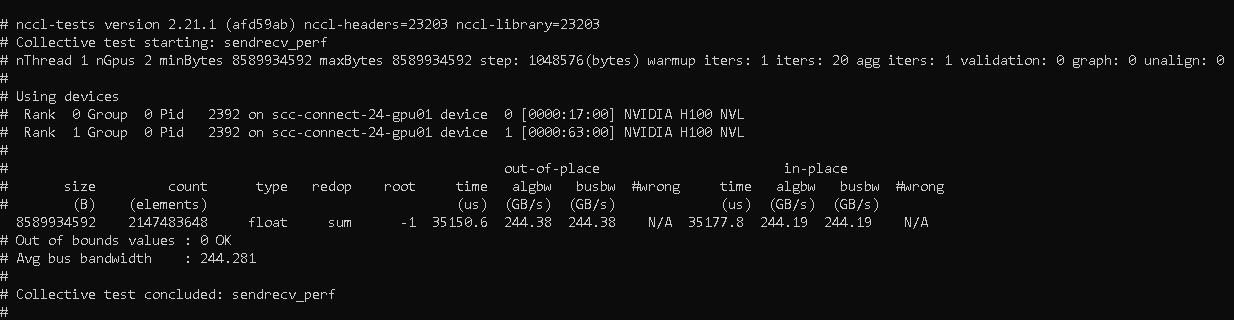 # nccl-tests version 2.21.1 (afd59ab) nccl-headers=23203 nccl-library=23203
# Collective test starting: sendrecv_perf
# nThread 1 nGpus 2 minBytes 8589934592 maxBytes 8589934592 step: 1048576(bytes) warmup iters: 1 iters: 20 agg iters: 1 validation: 0 graph: 0 unalign: 0
#
# Using devices
#  Rank  0 Group  0 Pid   2392 on scc-connect-24-gpu01 device  0 [0000:17:00] NVIDIA H100 NVL
#  Rank  1 Group  0 Pid   2392 on scc-connect-24-gpu01 device  1 [0000:63:00] NVIDIA H100 NVL
#
#                                                              out-of-place                       in-place
#       size         count      type   redop    root     time   algbw   busbw  #wrong     time   algbw   busbw  #wrong
#        (B)    (elements)                               (us)  (GB/s)  (GB/s)             (us)  (GB/s)  (GB/s)
  8589934592    2147483648     float     sum      -1  35150.6  244.38  244.38     N/A  35177.8  244.19  244.19     N/A
# Out of bounds values : 0 OK
# Avg bus bandwidth    : 244.281
#
# Collective test concluded: sendrecv_perf
#